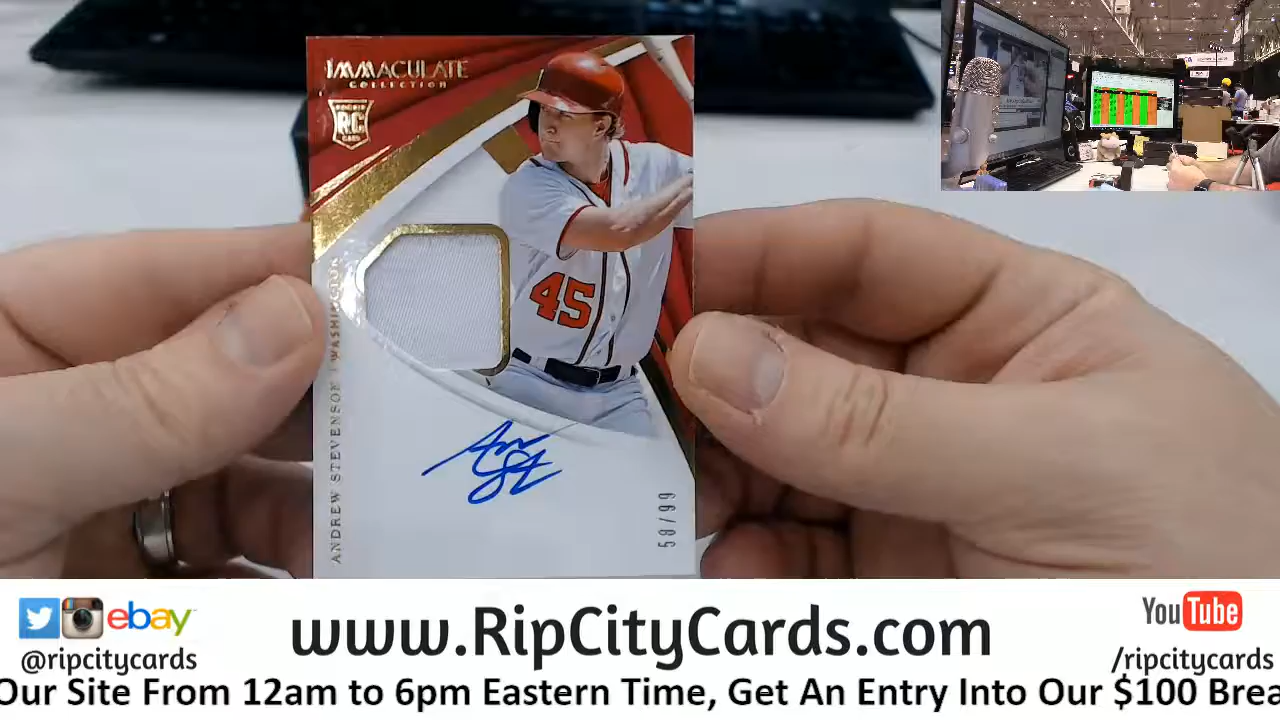 IMMACULATE
COLLECTION
RC
CARD
45
ANDREW STEVENSON | WASHINGTON
58/99
ebay
@ripcitycards
www.RipCityCards.com
YouTube
/ripcitycards
Our Site From 12am to 6pm Eastern Time, Get An Entry Into Our $100 Brea